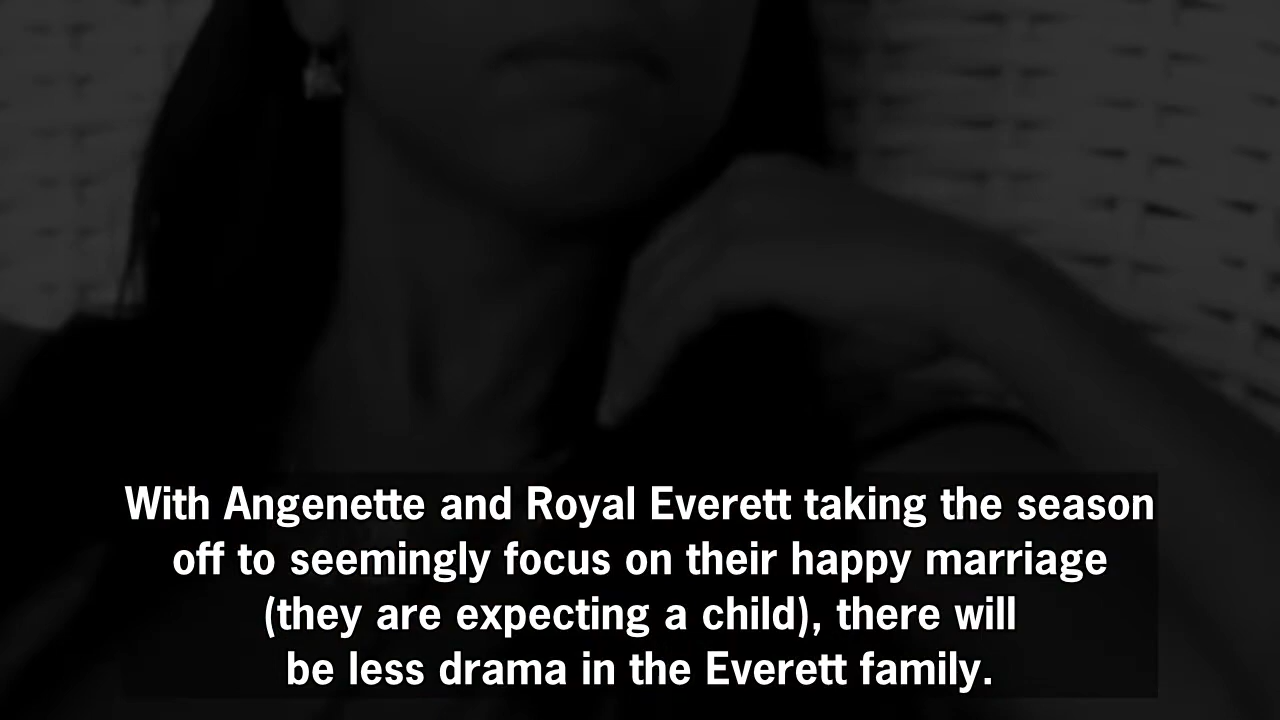 With Angenette and Royal Everett taking the season
off to seemingly focus on their happy marriage
(they are expecting a child), there will
be less drama in the Everett family.